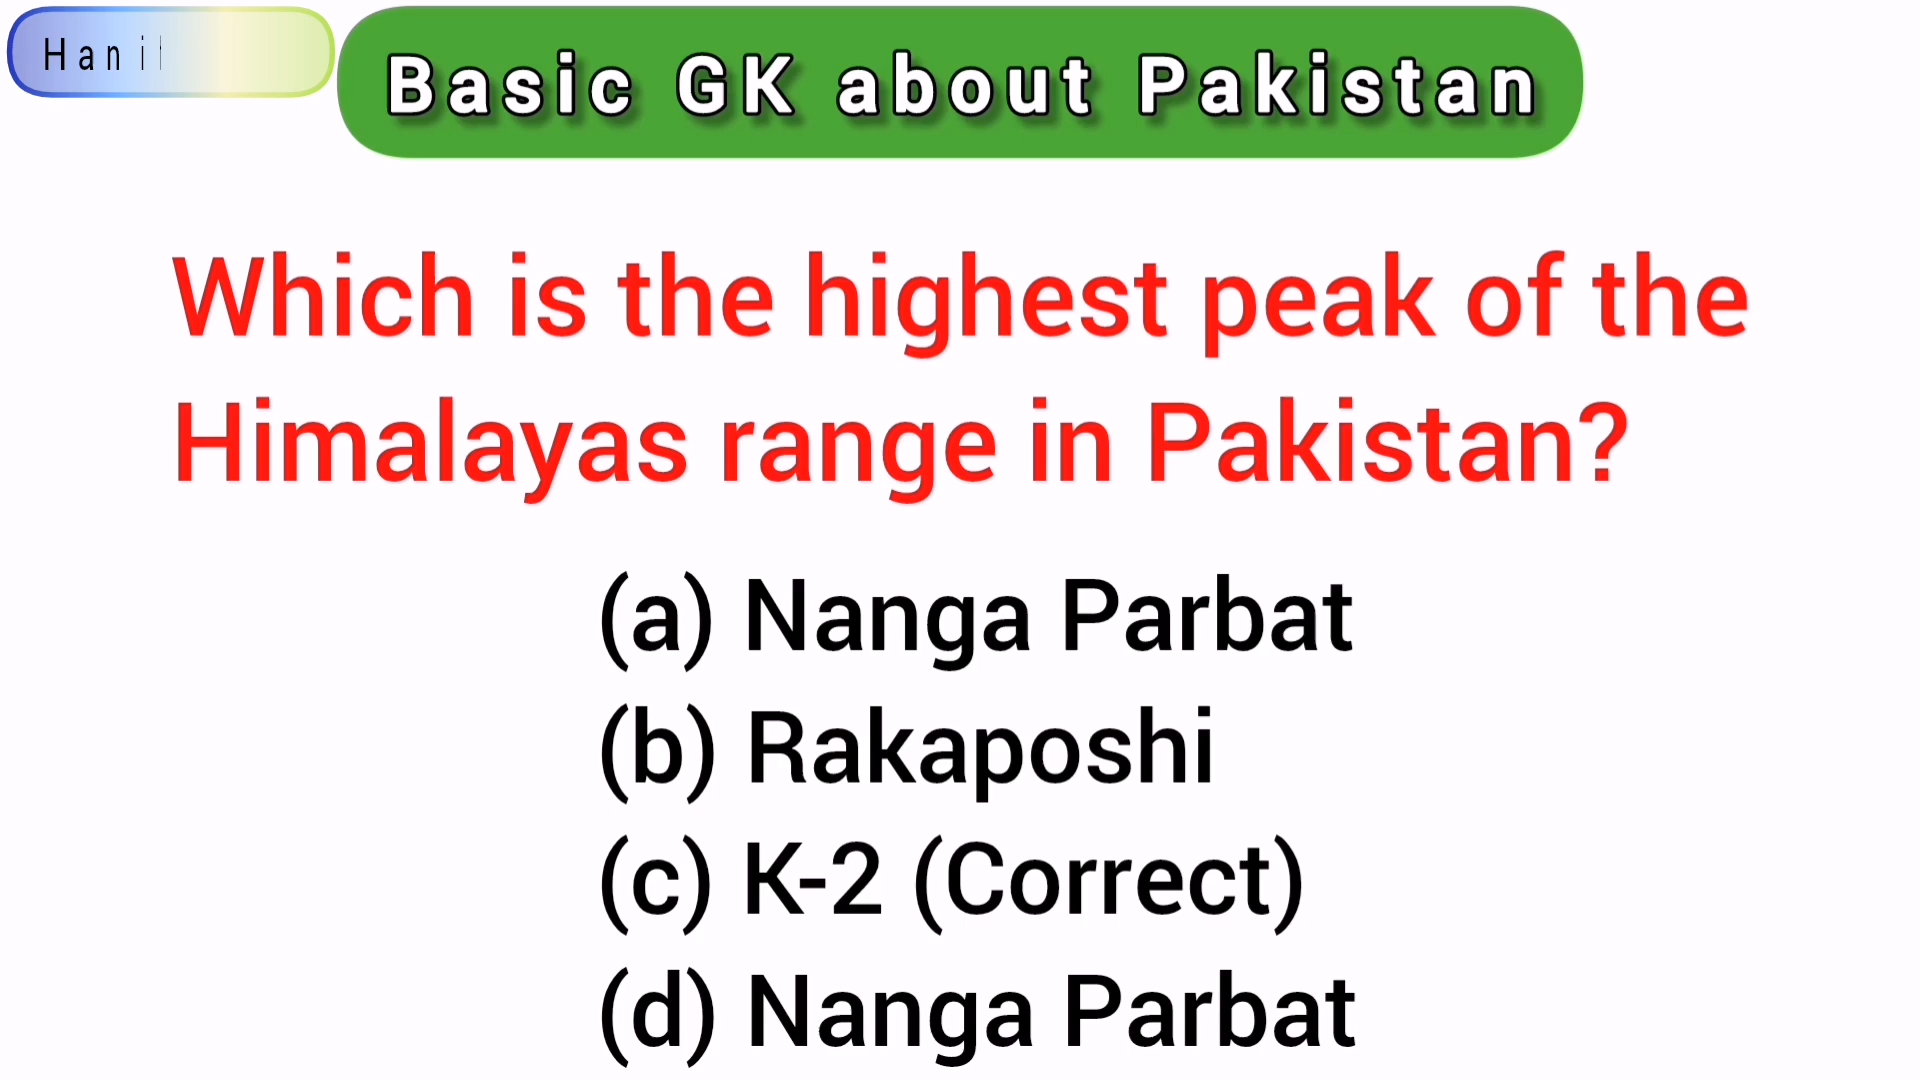 Basic GK about Pakistan
Which is the highest peak of the
Himalayas range in Pakistan?
(a) Nanga Parbat
(b) Rakaposhi
(c) K-2 (Correct)
(d) Nanga Parbat